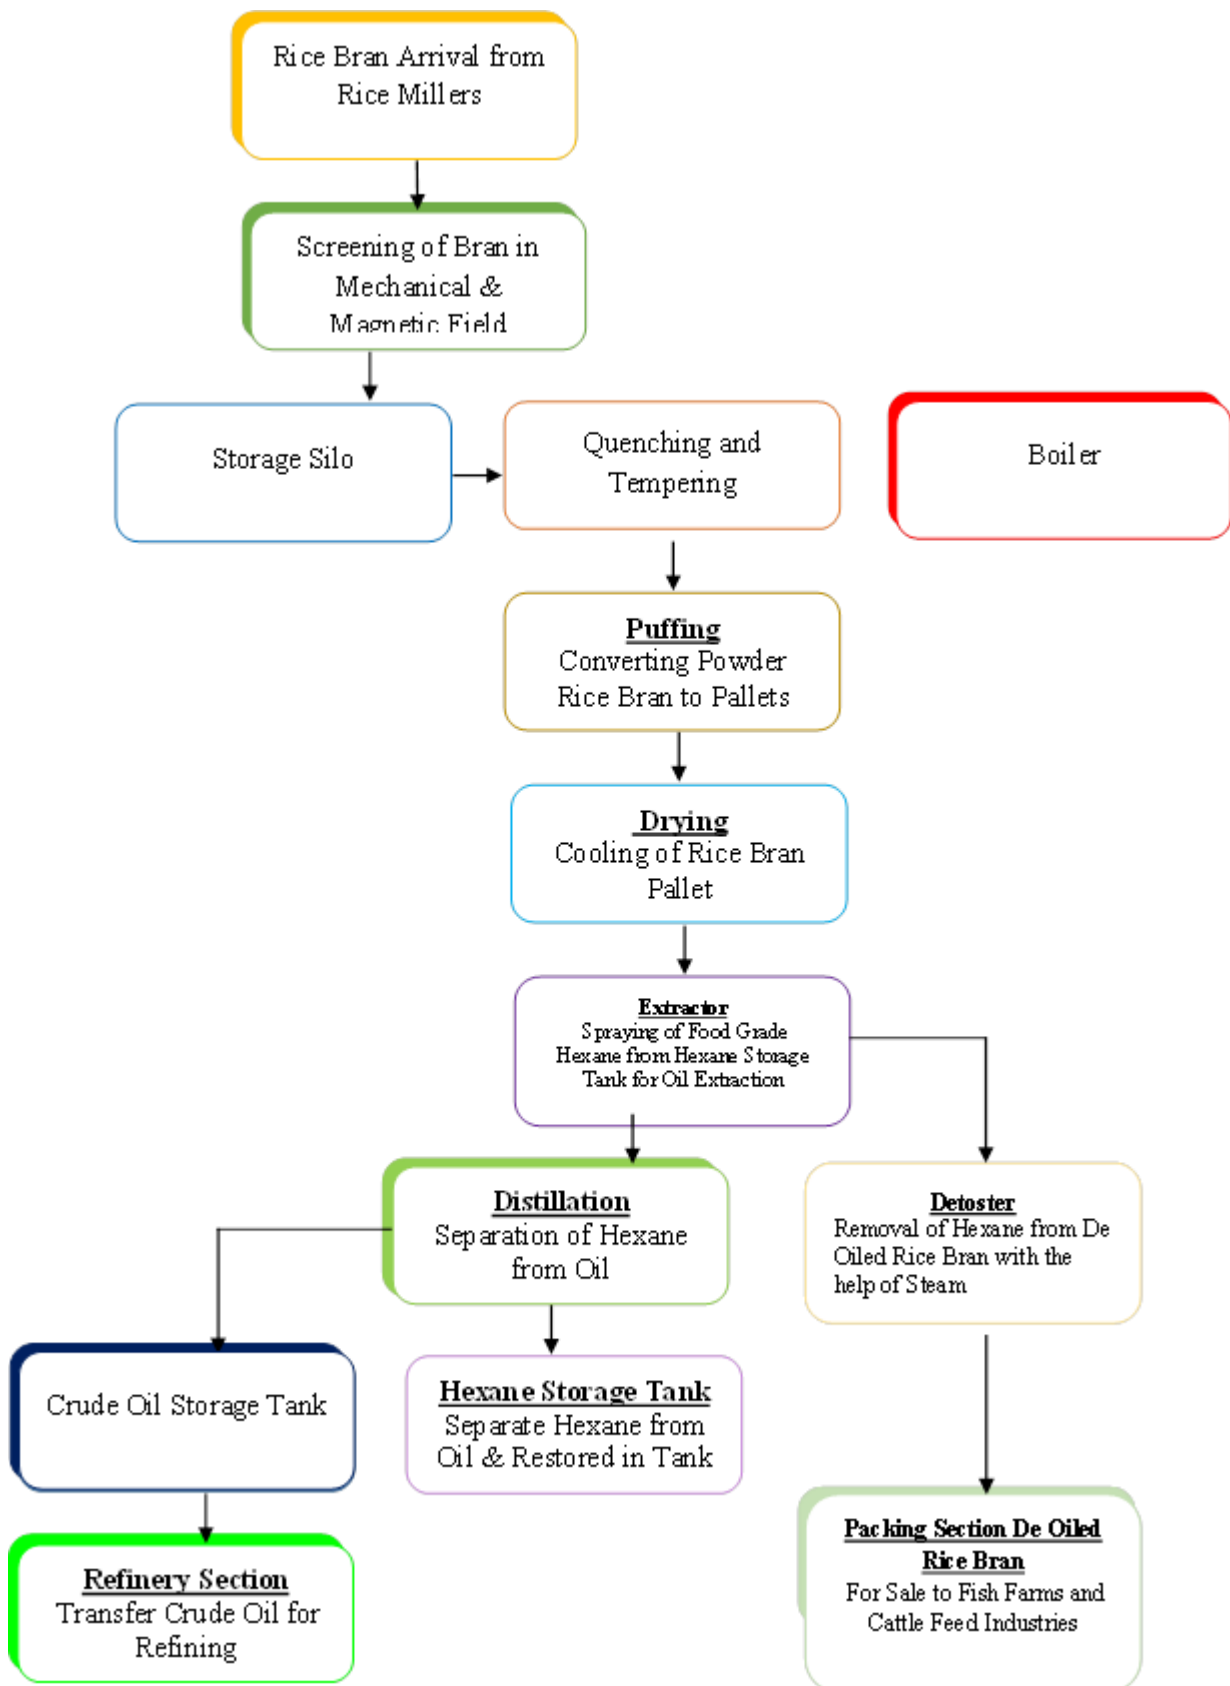 Rice Bran Arrival from
Rice Millers
Screening of Bran in
Mechanical &
Magnetic Field
Storage Silo
Quenching and
Tempering
Boiler
Puffing
Converting Powder
Rice Bran to Pallets
Drying
Cooling of Rice Bran
Pallet
Extractor
Spraying of Food Grade
Hexane from Hexane Storage
Tank for Oil Extraction
Distillation
Separation of Hexane
from Oil
Detoster
Removal of Hexane from De
Oiled Rice Bran with the
help of Steam
Crude Oil Storage Tank
Hexane Storage Tank
Separate Hexane from
Oil & Restored in Tank
Refinery Section
Transfer Crude Oil for
Refining
Packing Section De Oiled
Rice Bran
For Sale to Fish Farms and
Cattle Feed Industries